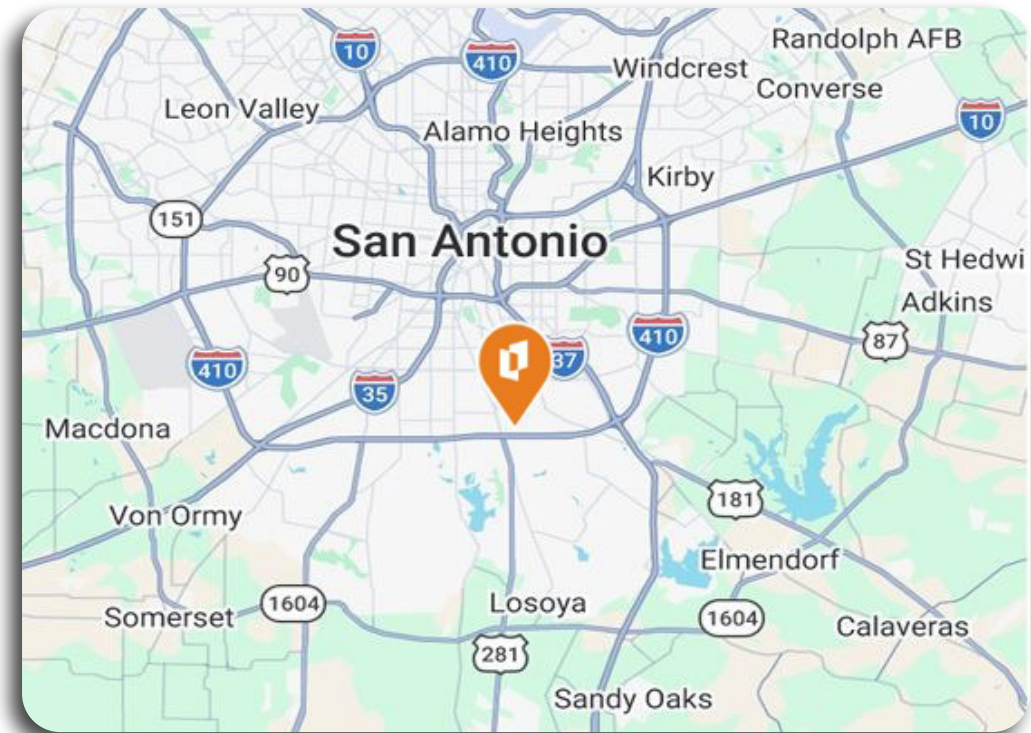 Randolph AFB
10
410
Windcrest
Converse
Leon Valley
10
Alamo Heights
Kirby
151
San Antonio
90
St Hedwi
Adkins
410
87
37
410
35
Macdona
181
Von Ormy
Elmendorf
1604
Losoya
1604
Somerset
Calaveras
281
Sandy Oaks